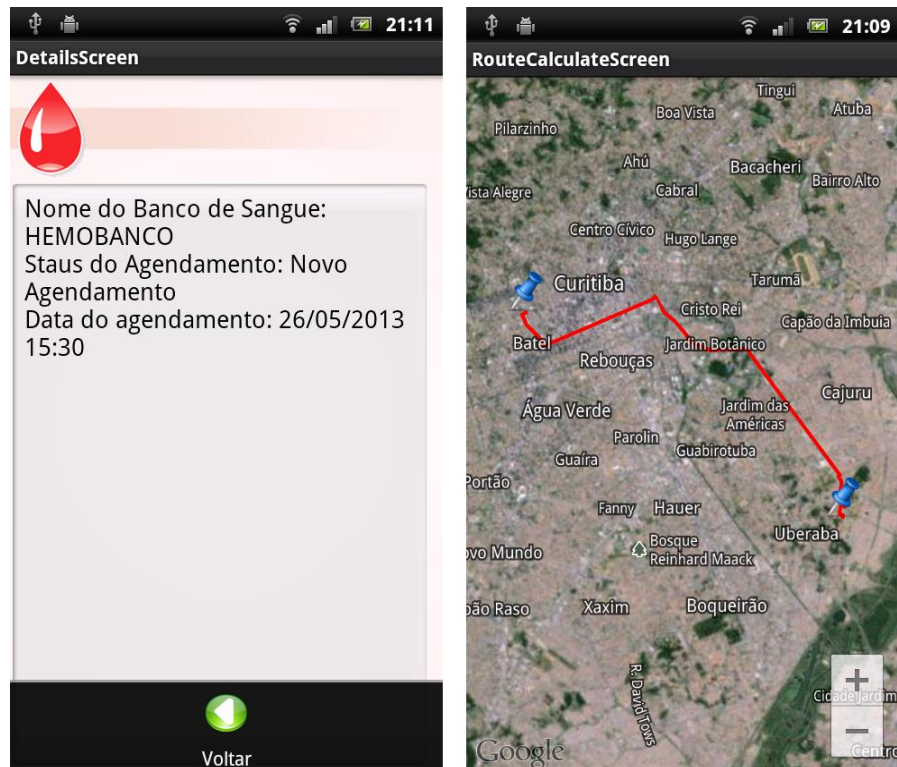 21:11
DetailsScreen
Nome do Banco de Sangue:
HEMOBANCO
Staus do Agendamento: Novo
Agendamento
Data do agendamento: 26/05/2013
15:30
Voltar
21:09
RouteCalculateScreen
Tingui
Boa Vista
Atuba
Pilarzinho
Ahú
Bacacheri
Bairro Alto
ista Alegre
Cabral
Centro Cívico
Hugo Lange
Curitiba
Tarumã
Cristo Rei
Capão da Imbuia
Batel
Jardim Botânico
Rebouças
Cajuru
Água Verde
Jardim das
Américas
Parolin
Guabirotuba
Guaíra
Portão
Fanny
Hauer
Uberaba
Bosque
Reinhard Maack
ovo Mundo
pão Raso
Xaxim
Boqueirão
R. David Tows
+
Cidade Jardim
−
Google
Centro